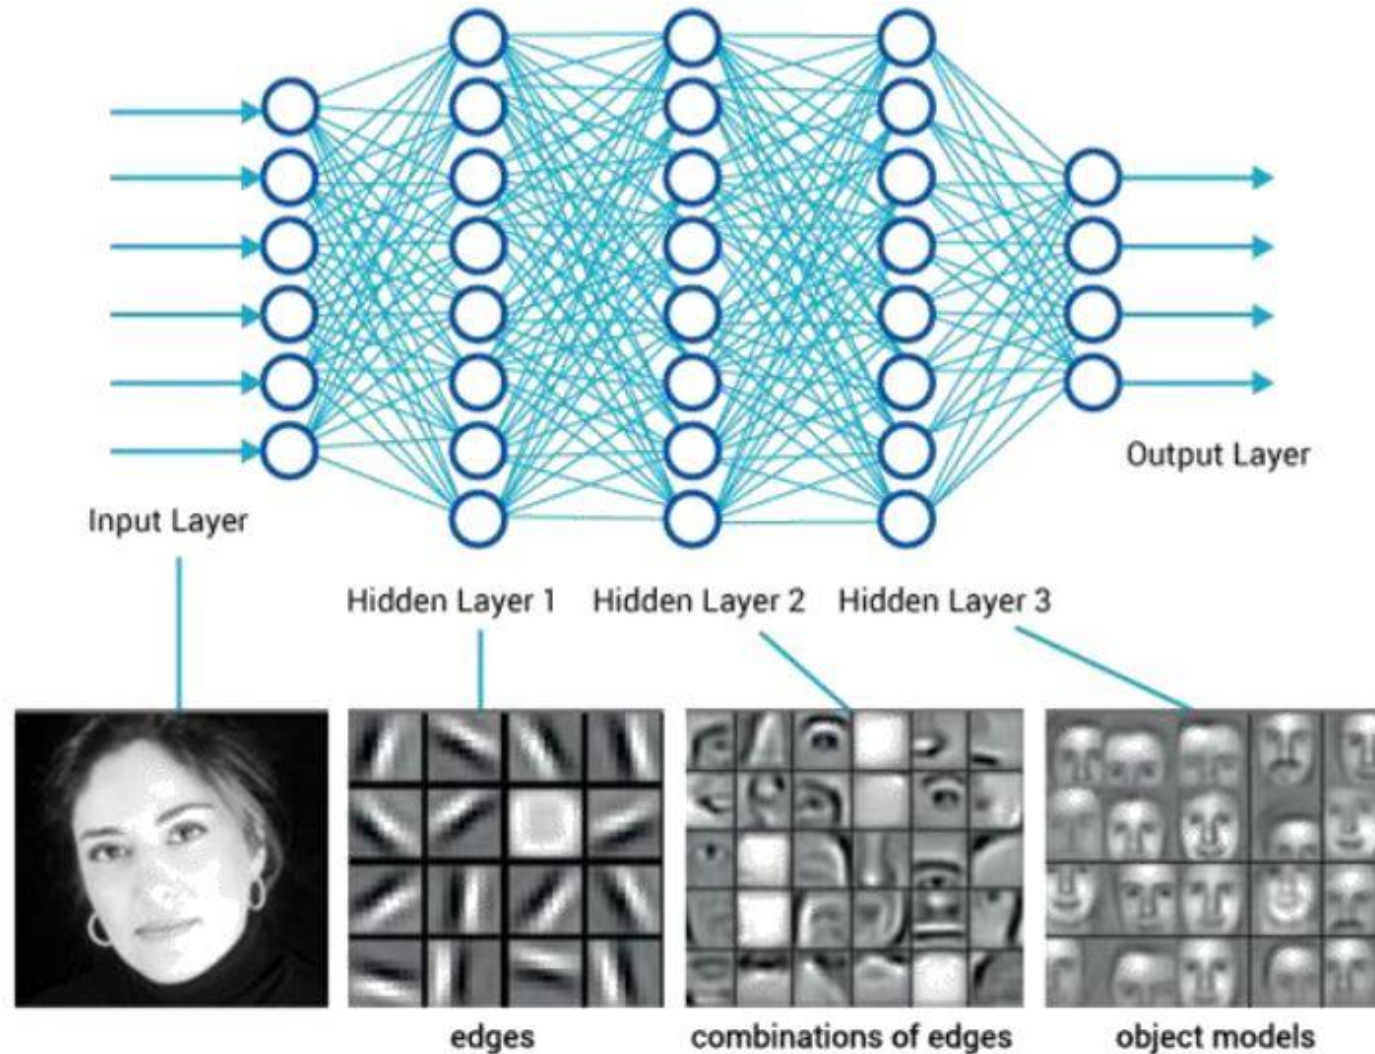 Output Layer
Input Layer
Hidden Layer 1
Hidden Layer 2
Hidden Layer 3
edges
combinations of edges
object models